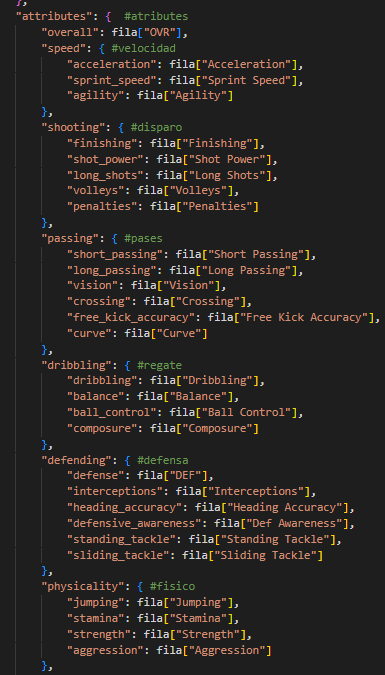 },
"attributes": { #atributes
"overall": fila["OVR"],
"speed": { #velocidad
"acceleration": fila["Acceleration"],
"sprint_speed": fila["Sprint Speed"],
"agility": fila["Agility"]
},
"shooting": { #disparo
"finishing": fila["Finishing"],
"shot_power": fila["Shot Power"],
"long_shots": fila["Long Shots"],
"volleys": fila["Volleys"],
"penalties": fila["Penalties"]
},
"passing": { #pases
"short_passing": fila["Short Passing"],
"long_passing": fila["Long Passing"],
"vision": fila["Vision"],
"crossing": fila["Crossing"],
"free_kick_accuracy": fila["Free Kick Accuracy"],
"curve": fila["Curve"]
},
"dribbling": { #regate
"dribbling": fila["Dribbling"],
"balance": fila["Balance"],
"ball_control": fila["Ball Control"],
"composure": fila["Composure"]
},
"defending": { #defensa
"defense": fila["DEF"],
"interceptions": fila["Interceptions"],
"heading_accuracy": fila["Heading Accuracy"],
"defensive_awareness": fila["Def Awareness"],
"standing_tackle": fila["Standing Tackle"],
"sliding_tackle": fila["Sliding Tackle"]
},
"physicality": { #fisico
"jumping": fila["Jumping"],
"stamina": fila["Stamina"],
"strength": fila["Strength"],
"aggression": fila["Aggression"]
},